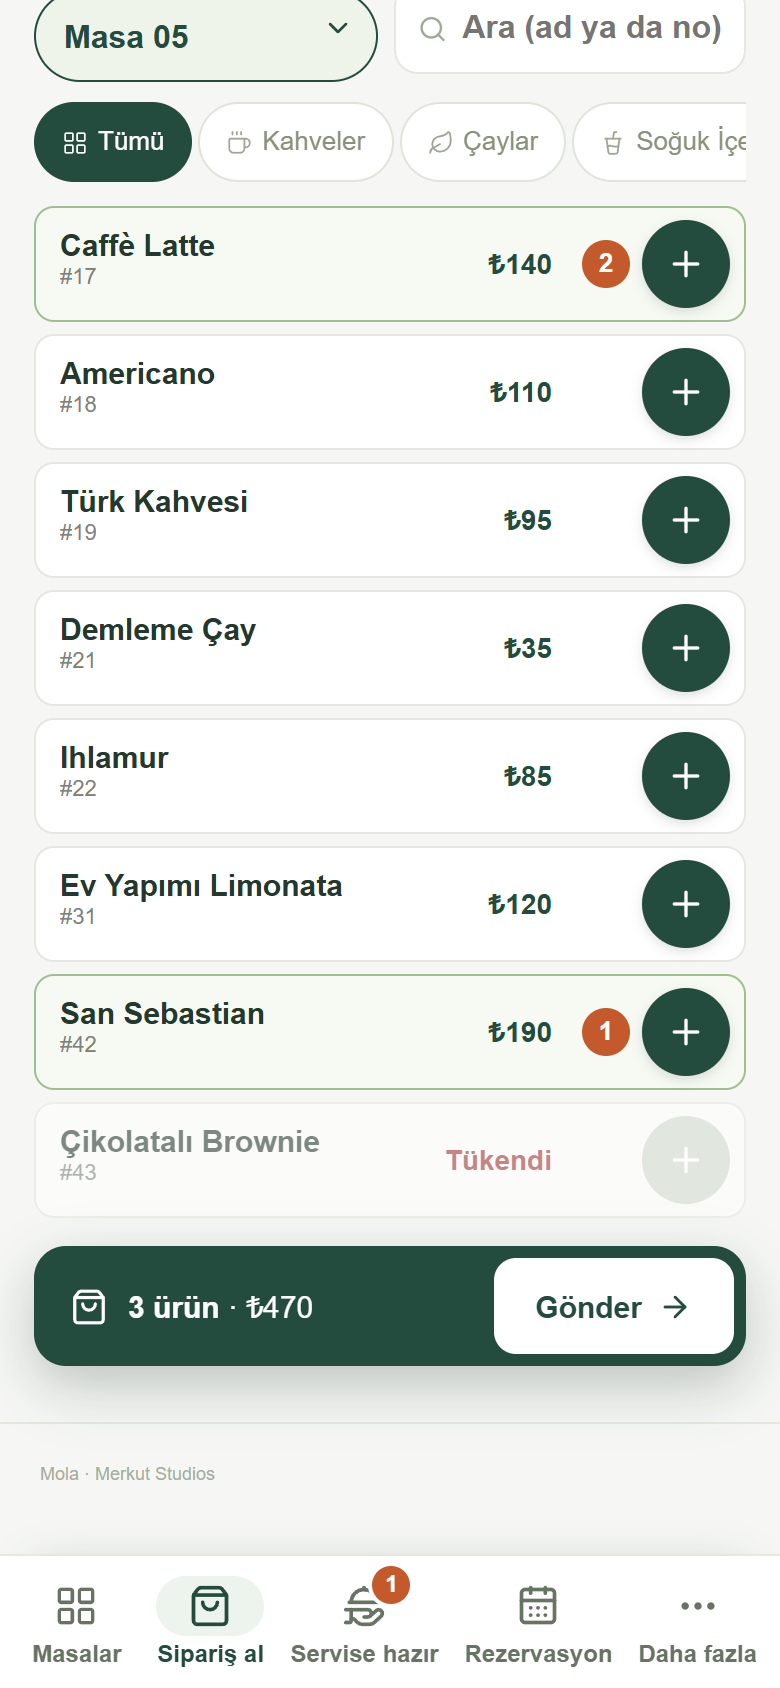 Masa 05
Ara (ad ya da no)
Tümü
Kahveler
Çaylar
Soğuk İçe
Caffè Latte
#17
₺140
2
Americano
#18
₺110
Türk Kahvesi
#19
₺95
Demleme Çay
#21
₺35
Ihlamur
#22
₺85
Ev Yapımı Limonata
#31
₺120
San Sebastian
#42
₺190
1
Çikolatalı Brownie
#43
Tükendi
3 ürün · ₺470
Gönder
Mola · Merkut Studios
1
Masalar
Sipariş al
Servise hazır
Rezervasyon
Daha fazla